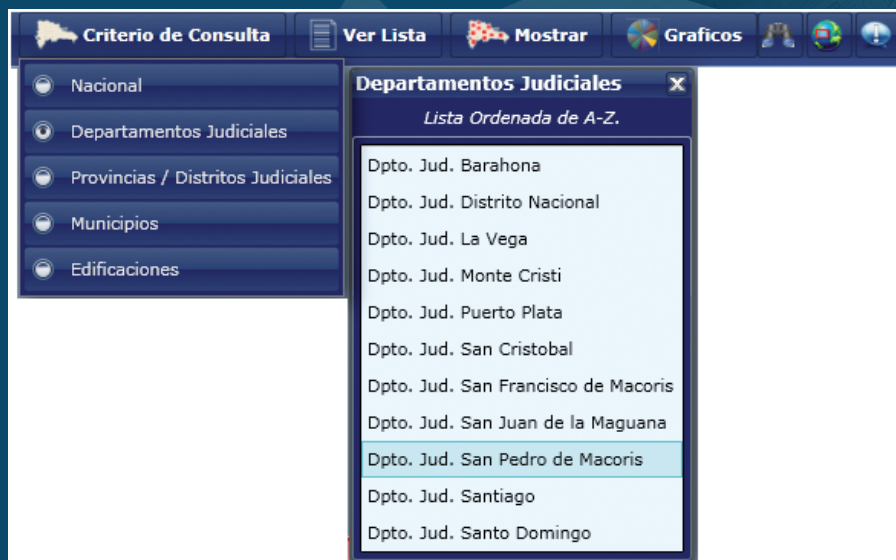 Criterio de Consulta Ver Lista Mostrar Graficos
Nacional
Departamentos Judiciales
Provincias / Distritos Judiciales
Municipios
Edificaciones
Departamentos Judiciales X
Lista Ordenada de A-Z.
Dpto. Jud. Barahona
Dpto. Jud. Distrito Nacional
Dpto. Jud. La Vega
Dpto. Jud. Monte Cristi
Dpto. Jud. Puerto Plata
Dpto. Jud. San Cristobal
Dpto. Jud. San Francisco de Macoris
Dpto. Jud. San Juan de la Maguana
Dpto. Jud. San Pedro de Macoris
Dpto. Jud. Santiago
Dpto. Jud. Santo Domingo